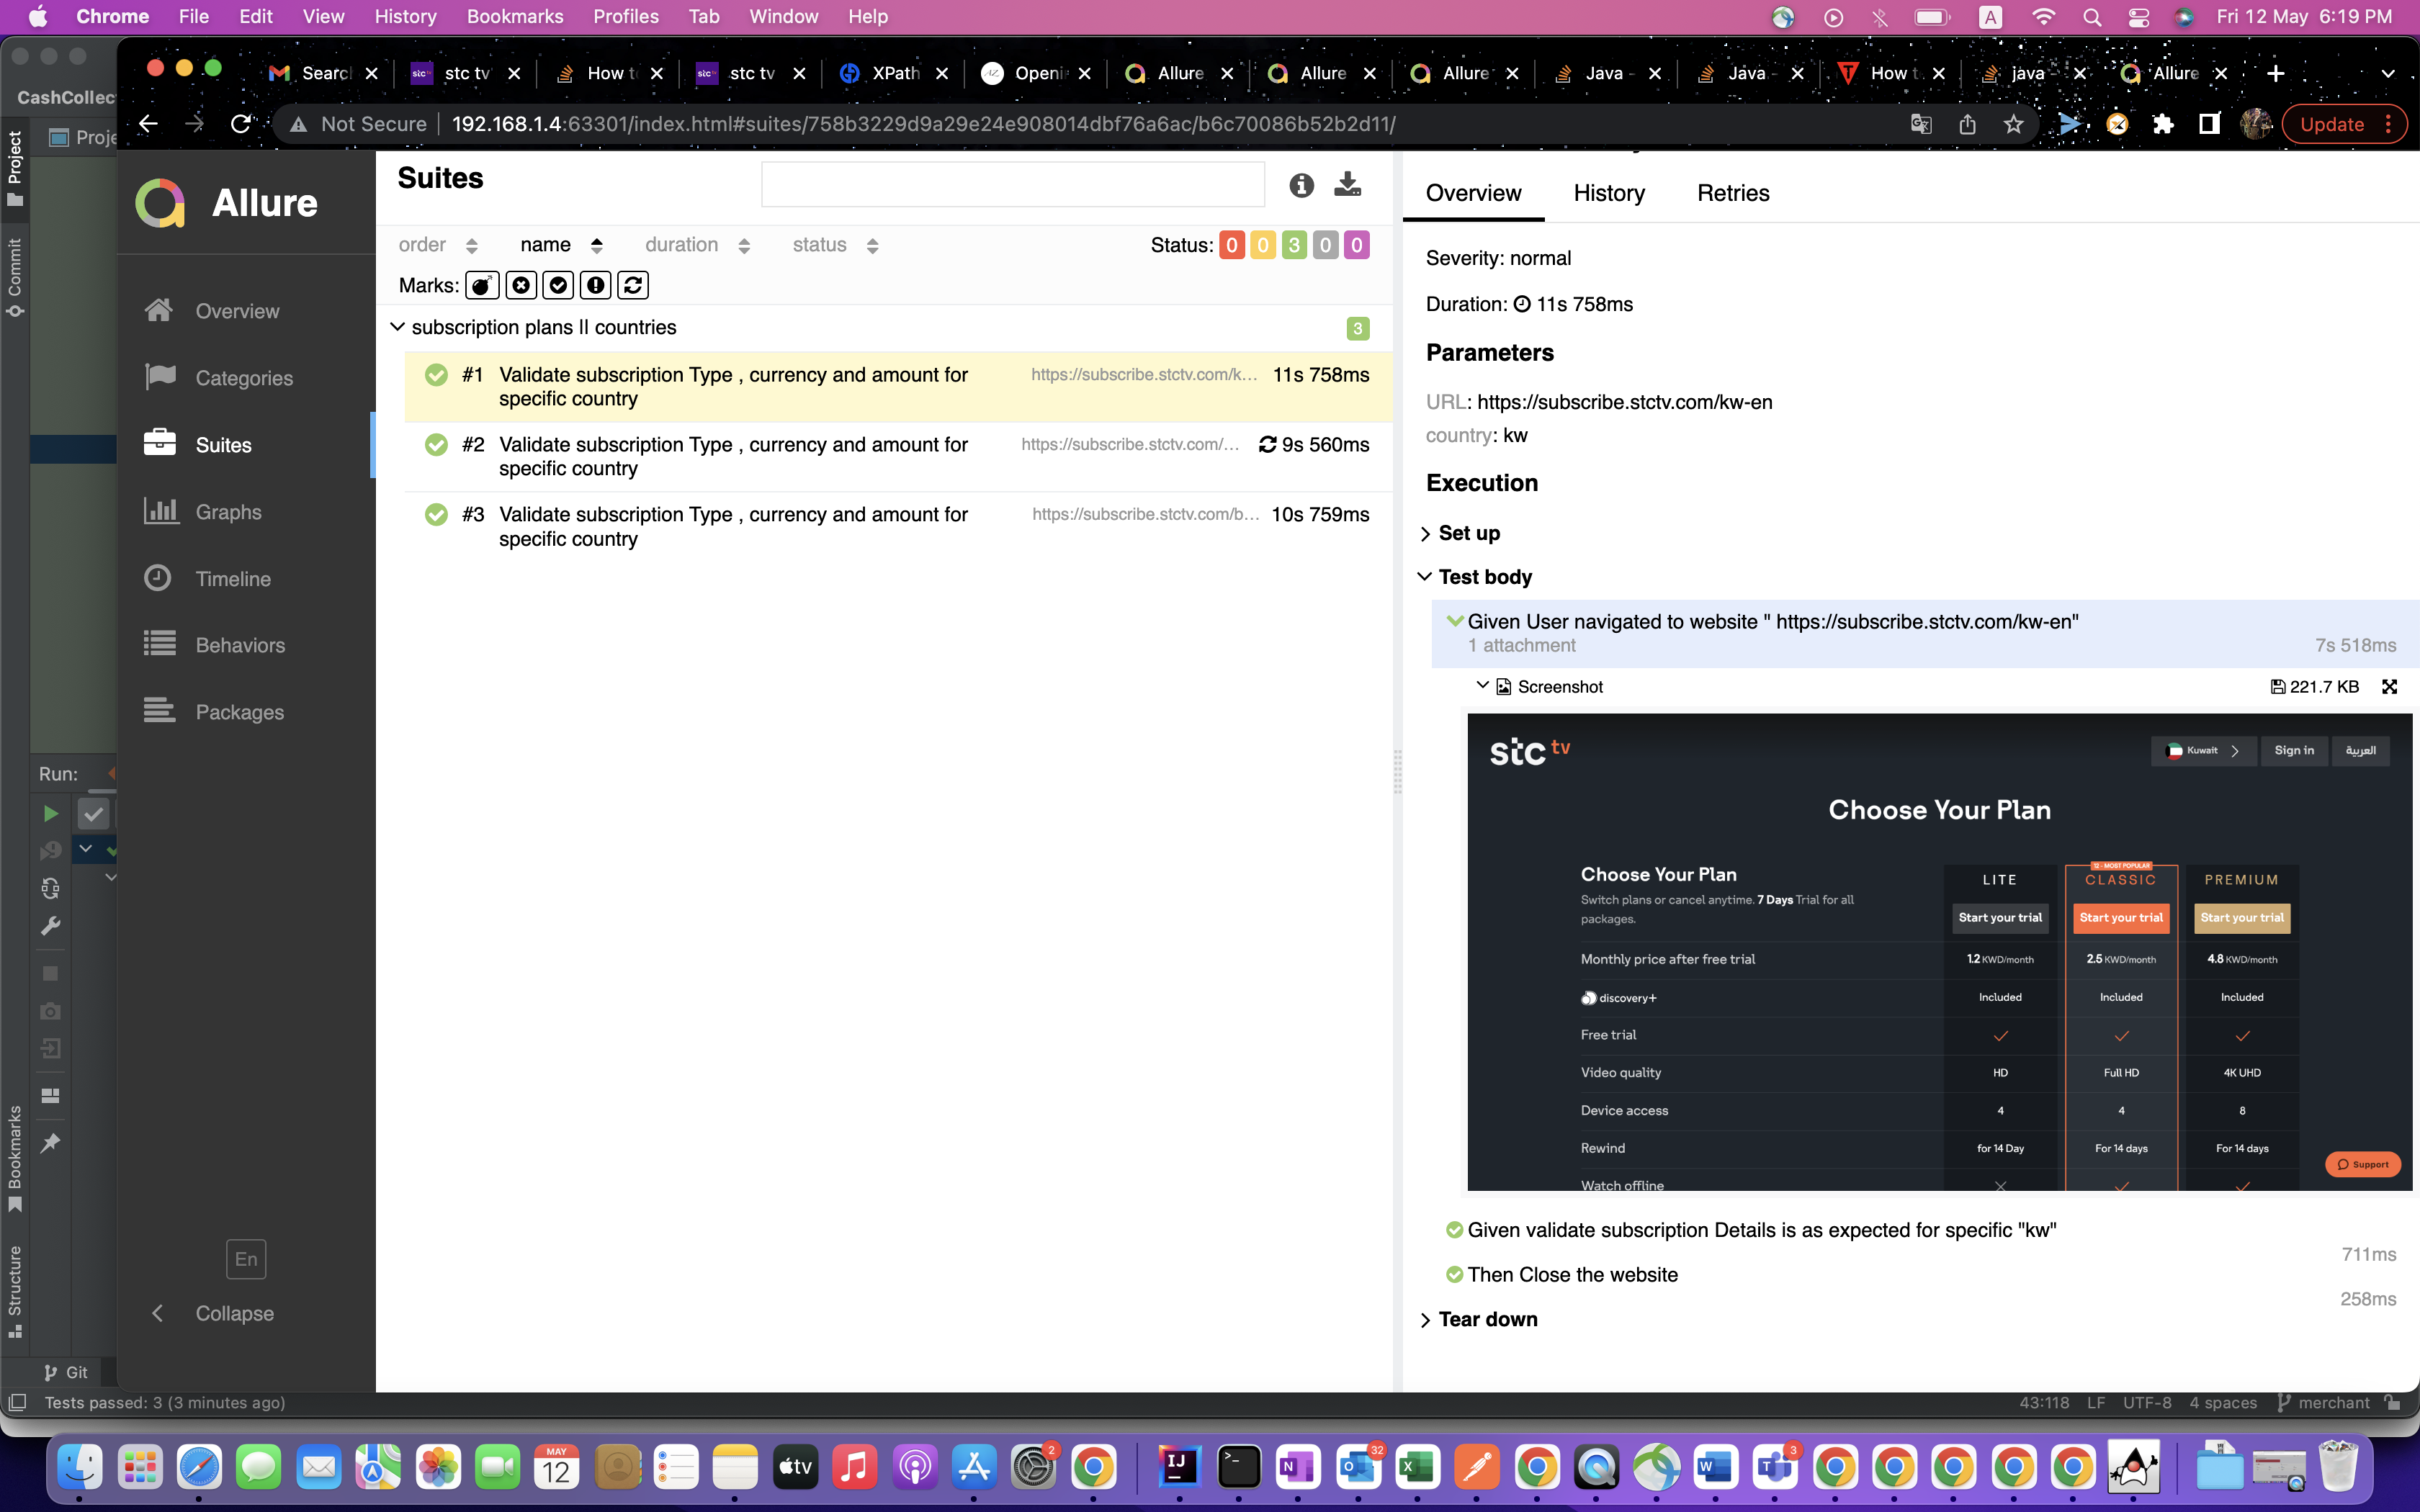 Chrome File Edit View History Bookmarks Profiles Tab Window Help
A
Fri 12 May 6:19 PM
CashCollec
Searc stc tv How t stc tv XPath Openi Allure Allure Allure Java - Java - How t java - Allure
Not Secure 192.168.1.4:63301/index.html#suites/758b3229d9a29e24e908014dbf76a6ac/b6c70086b52b2d11/
Update
Proje
Project
Commit
Bookmarks
Structure
Allure
Overview
Categories
Suites
Graphs
Timeline
Behaviors
Packages
En
Collapse
Suites
order name duration status
Status: 0 0 3 0 0
Marks:
subscription plans || countries 3
#1 Validate subscription Type , currency and amount for specific country https://subscribe.stctv.com/k... 11s 758ms
#2 Validate subscription Type , currency and amount for specific country https://subscribe.stctv.com/... 9s 560ms
#3 Validate subscription Type , currency and amount for specific country https://subscribe.stctv.com/b... 10s 759ms
Overview History Retries
Severity: normal
Duration: 11s 758ms
Parameters
URL: https://subscribe.stctv.com/kw-en
country: kw
Execution
Set up
Test body
Given User navigated to website " https://subscribe.stctv.com/kw-en"
1 attachment 7s 518ms
Screenshot 221.7 KB
stc tv
Kuwait Sign in العربية
Choose Your Plan
Choose Your Plan
Switch plans or cancel anytime. 7 Days Trial for all
packages.
MOST POPULAR
LITE CLASSIC PREMIUM
Start your trial Start your trial Start your trial
Monthly price after free trial 1.2 KWD/month 2.5 KWD/month 4.8 KWD/month
discovery+ Included Included Included
Free trial
Video quality HD Full HD 4K UHD
Device access 4 4 8
Rewind for 14 Day For 14 days For 14 days
Watch offline
Support
Given validate subscription Details is as expected for specific "kw"
711ms
Then Close the website
258ms
Tear down
Run:
Git
Tests passed: 3 (3 minutes ago)
43:118 LF UTF-8 4 spaces merchant
MAY
12
tv
2
IJ
N
O
32
X
W
T
3